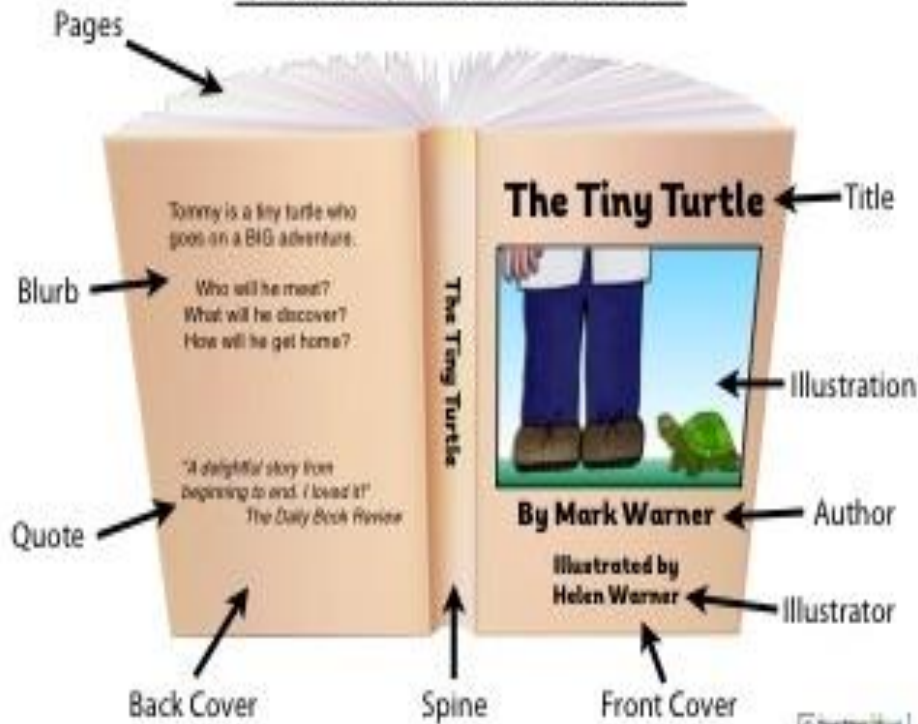 Pages
Tommy is a tiny turtle who
goes on a BIG adventure.
Who will he meet?
What will he discover?
How will he get home?
"A delightful story from
beginning to end. I loved it!"
The Daily Book Review
The Tiny Turtle
The Tiny Turtle
By Mark Warner
Illustrated by
Helen Warner
Title
Blurb
Illustration
Author
Quote
Illustrator
Back Cover
Spine
Front Cover